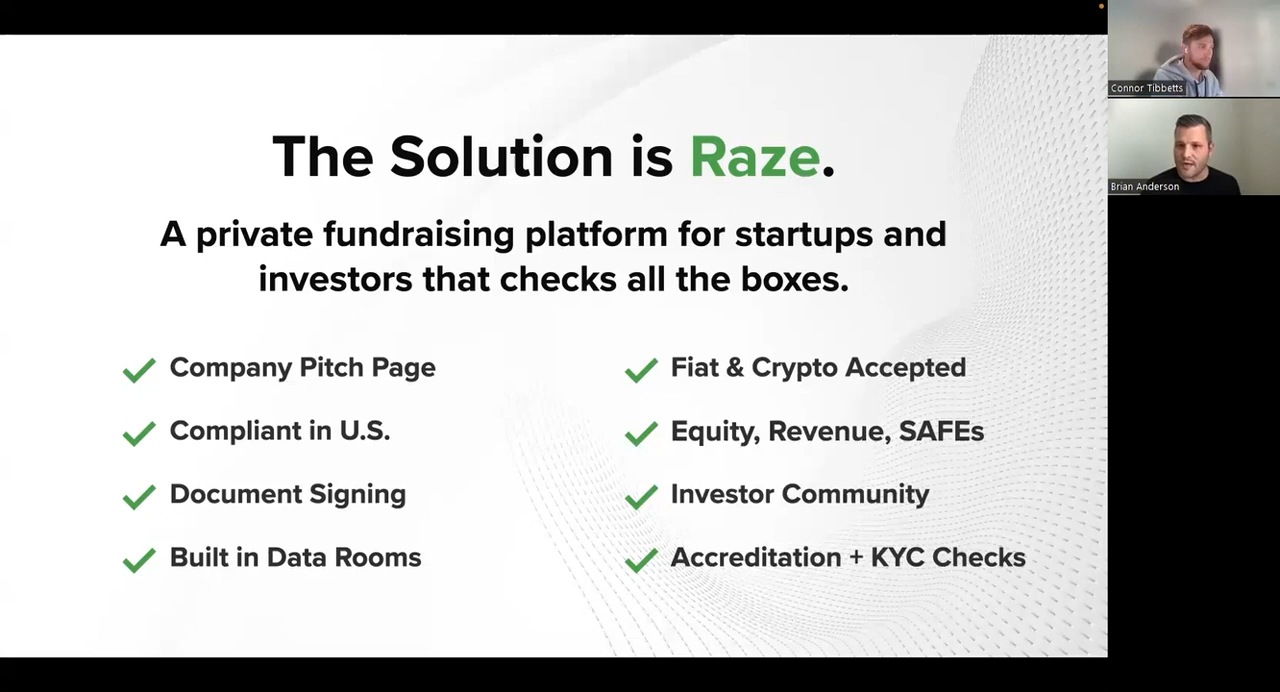 The Solution is Raze.
A private fundraising platform for startups and
investors that checks all the boxes.
Company Pitch Page
Compliant in U.S.
Document Signing
Built in Data Rooms
Fiat & Crypto Accepted
Equity, Revenue, SAFEs
Investor Community
Accreditation + KYC Checks
Connor Tibbetts
Brian Anderson